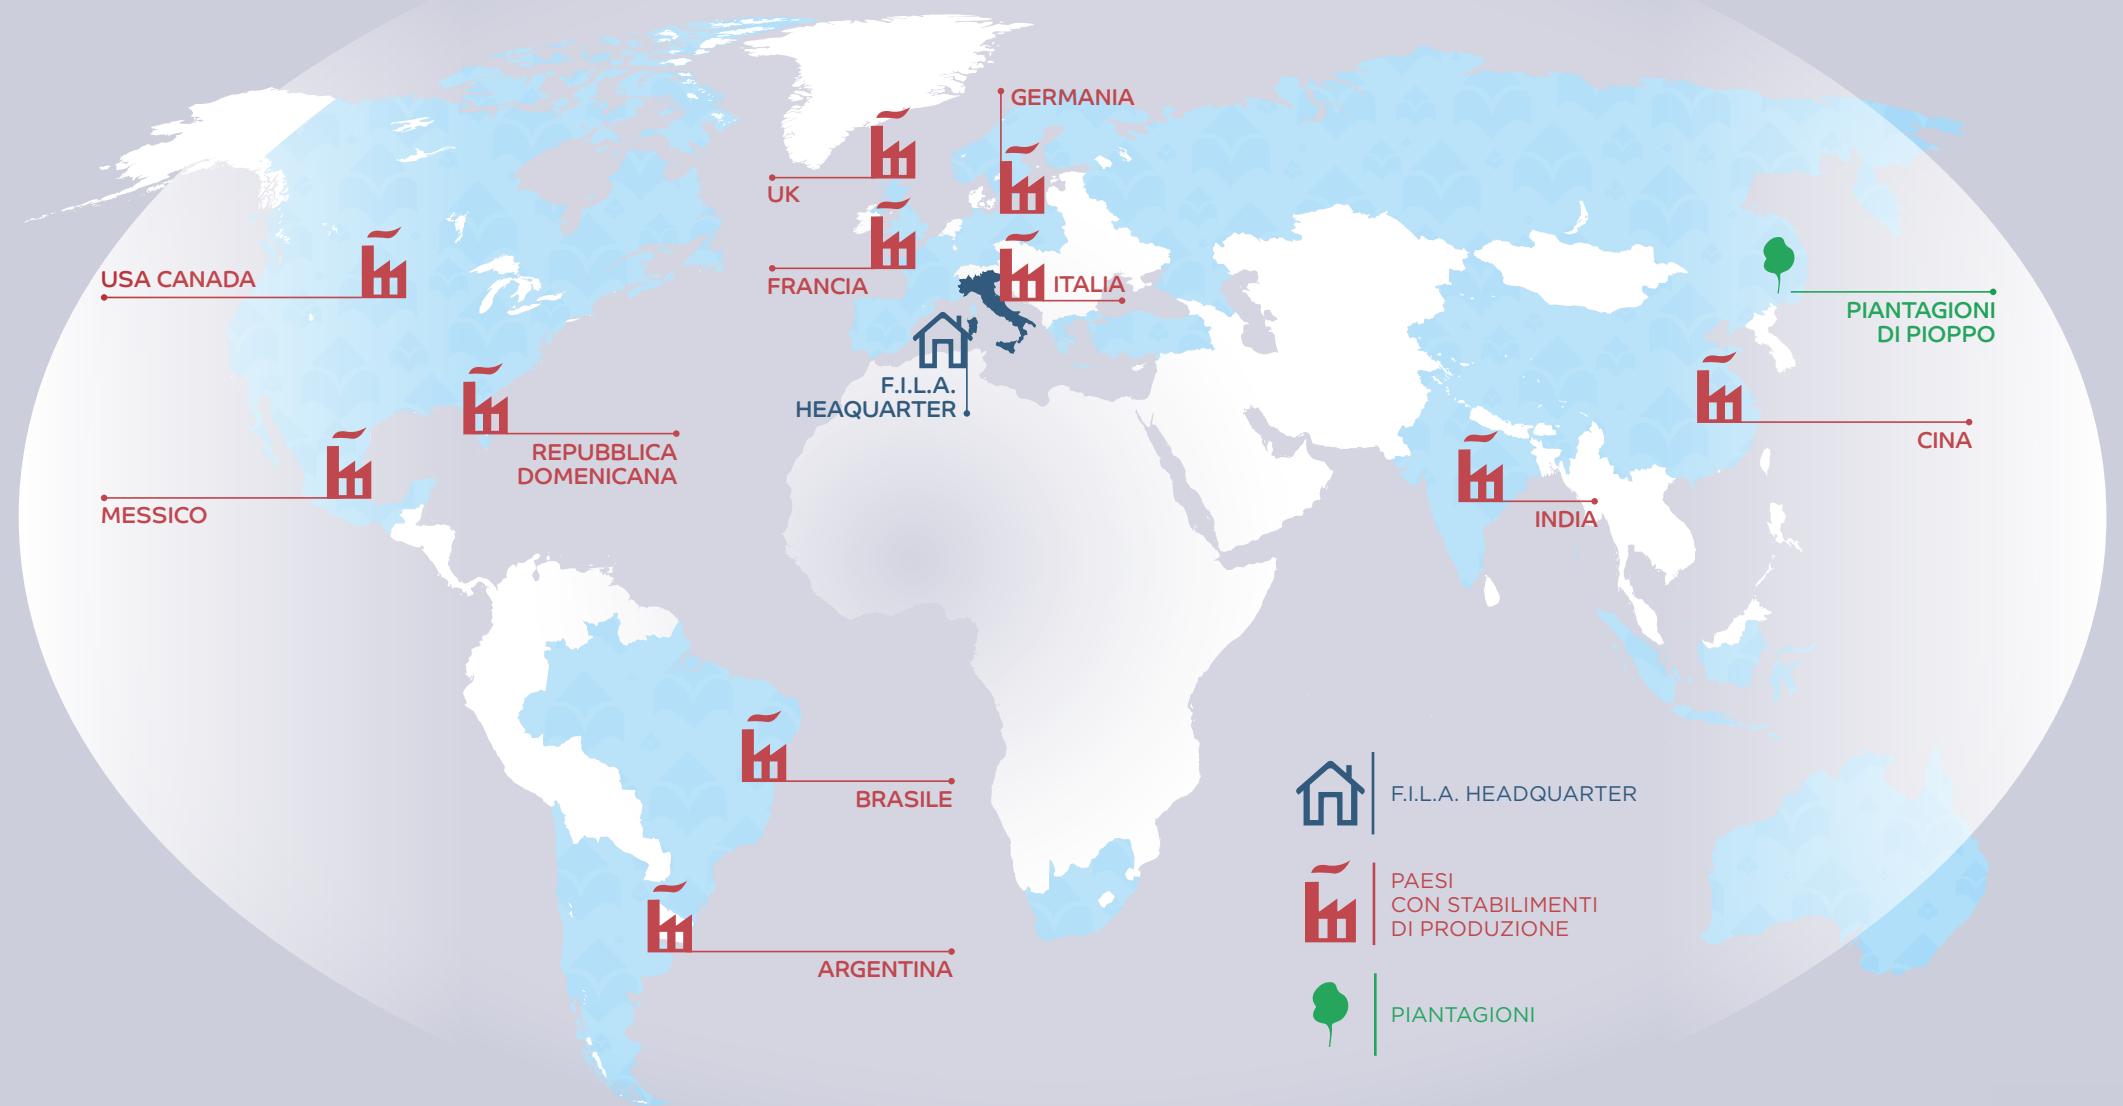 GERMANIA
UK
USA CANADA
FRANCIA
ITALIA
PIANTAGIONI
DI PIOPPO
F.I.L.A.
HEAQUARTER
REPUBBLICA
DOMENICANA
CINA
MESSICO
INDIA
BRASILE
ARGENTINA
F.I.L.A. HEADQUARTER
PAESI
CON STABILIMENTI
DI PRODUZIONE
PIANTAGIONI